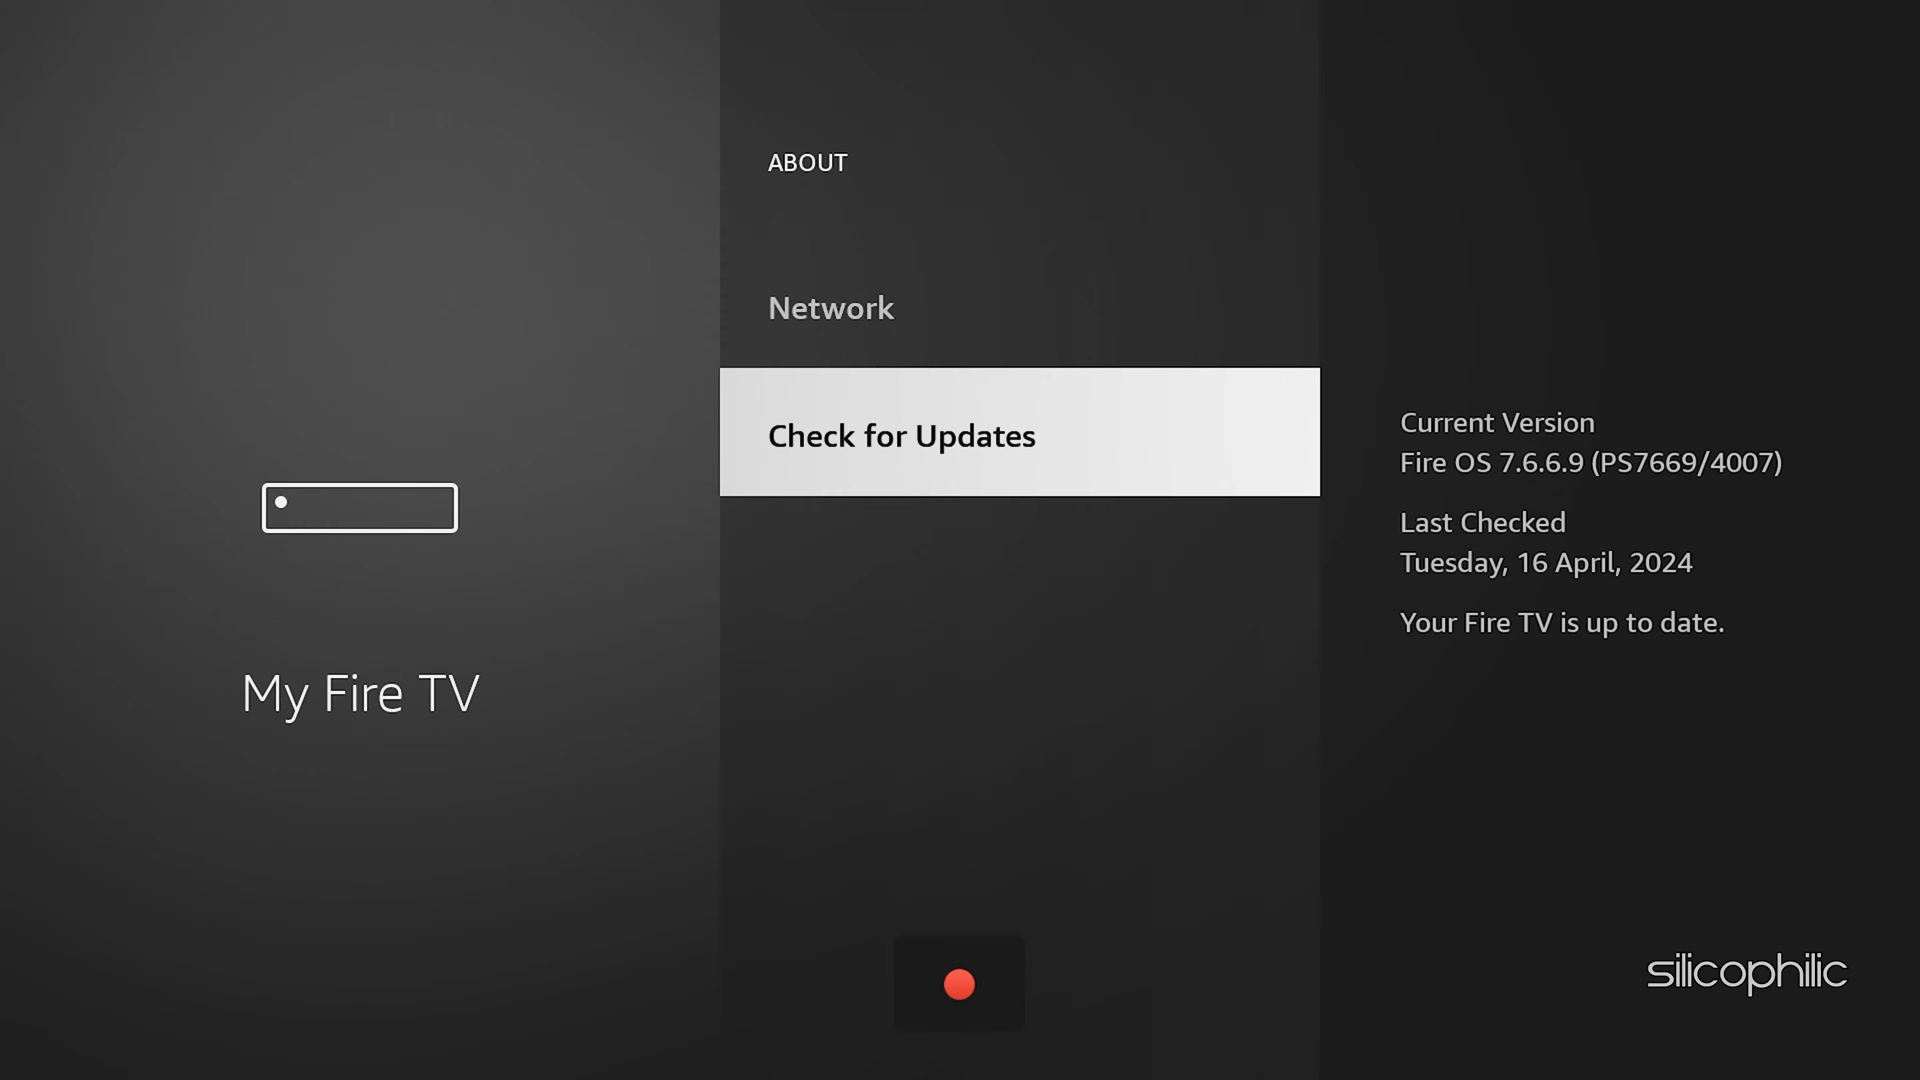 ABOUT
Network
Check for Updates
My Fire TV
Current Version
Fire OS 7.6.6.9 (PS7669/4007)
Last Checked
Tuesday, 16 April, 2024
Your Fire TV is up to date.
silicophilic